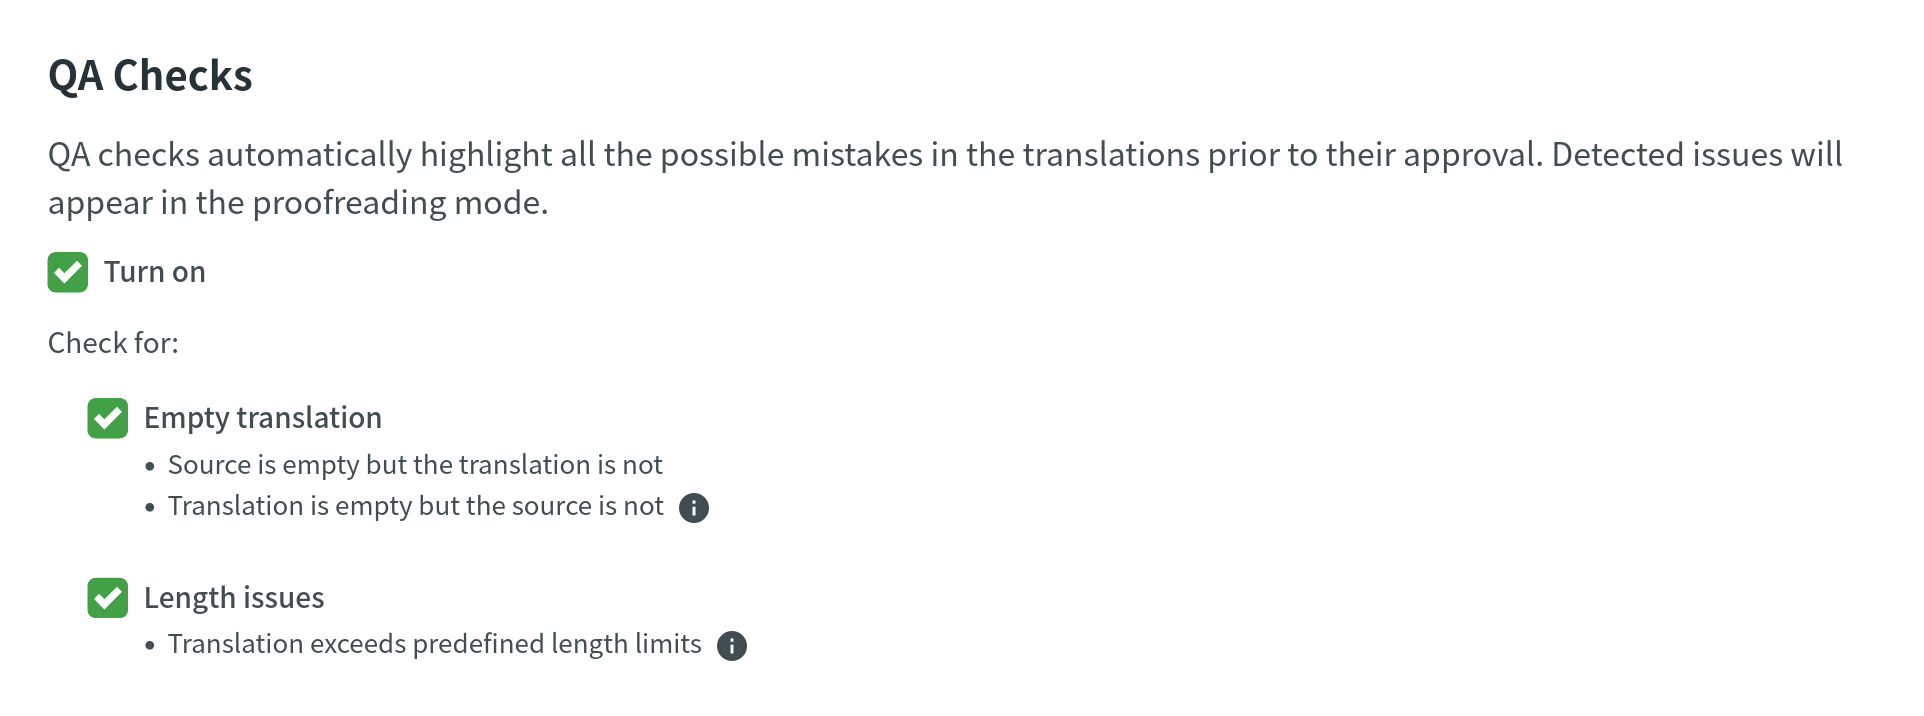 QA Checks
QA checks automatically highlight all the possible mistakes in the translations prior to their approval. Detected issues will
appear in the proofreading mode.
Turn on
Check for:
Empty translation
• Source is empty but the translation is not
• Translation is empty but the source is not
Length issues
• Translation exceeds predefined length limits